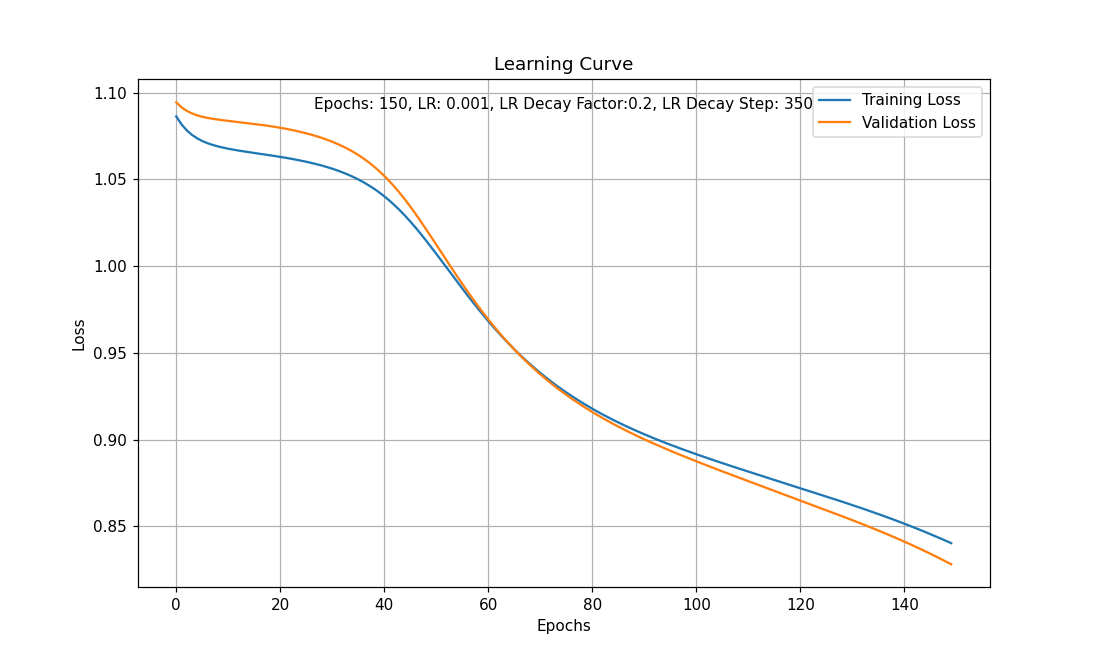 Learning Curve
Epochs: 150, LR: 0.001, LR Decay Factor:0.2, LR Decay Step: 350
Training Loss
Validation Loss
1.10
1.05
1.00
0.95
0.90
0.85
Loss
0 20 40 60 80 100 120 140
Epochs